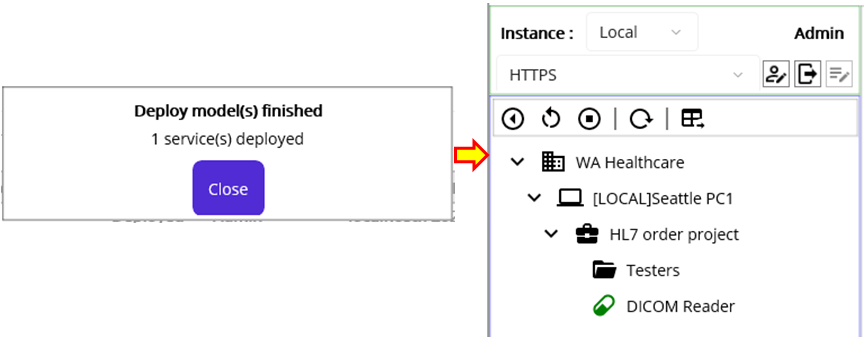 Deploy model(s) finished
1 service(s) deployed
Close
Instance : Local Admin
HTTPS
WA Healthcare
[LOCAL]Seattle PC1
HL7 order project
Testers
DICOM Reader